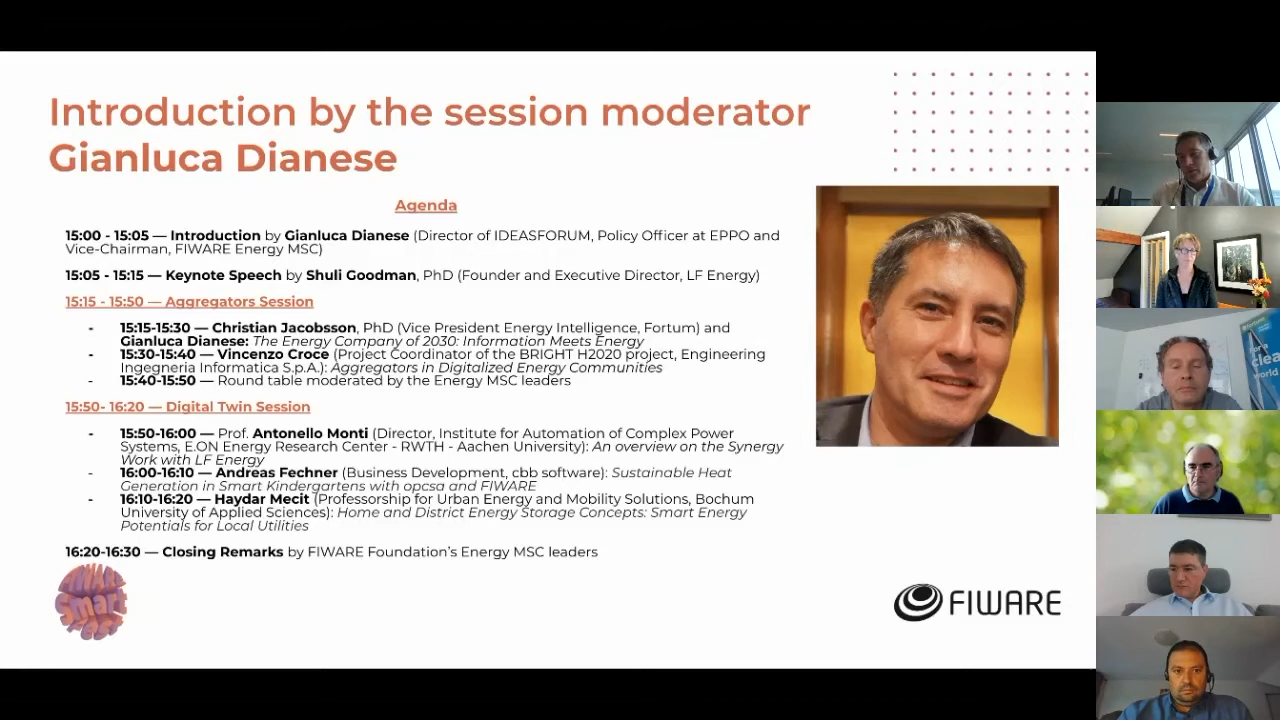 Introduction by the session moderator
Gianluca Dianese
Agenda
15:00 - 15:05 — Introduction by Gianluca Dianese (Director of IDEASFORUM, Policy Officer at EPPO and
Vice-Chairman, FIWARE Energy MSC)
15:05 - 15:15 — Keynote Speech by Shuli Goodman, PhD (Founder and Executive Director, LF Energy)
15:15 - 15:50 — Aggregators Session
- 15:15-15:30 — Christian Jacobsson, PhD (Vice President Energy Intelligence, Fortum) and
Gianluca Dianese: The Energy Company of 2030: Information Meets Energy
- 15:30-15:40 — Vincenzo Croce (Project Coordinator of the BRIGHT H2020 project, Engineering
Ingegneria Informatica S.p.A.): Aggregators in Digitalized Energy Communities
- 15:40-15:50 — Round table moderated by the Energy MSC leaders
15:50- 16:20 — Digital Twin Session
- 15:50-16:00 — Prof. Antonello Monti (Director, Institute for Automation of Complex Power
Systems, E.ON Energy Research Center - RWTH - Aachen University): An overview on the Synergy
Work with LF Energy
- 16:00-16:10 — Andreas Fechner (Business Development, cbb software): Sustainable Heat
Generation in Smart Kindergartens with opcsa and FIWARE
- 16:10-16:20 — Haydar Mecit (Professorship for Urban Energy and Mobility Solutions, Bochum
University of Applied Sciences): Home and District Energy Storage Concepts: Smart Energy
Potentials for Local Utilities
16:20-16:30 — Closing Remarks by FIWARE Foundation's Energy MSC leaders
Smart
FIWARE
for a
clea
world